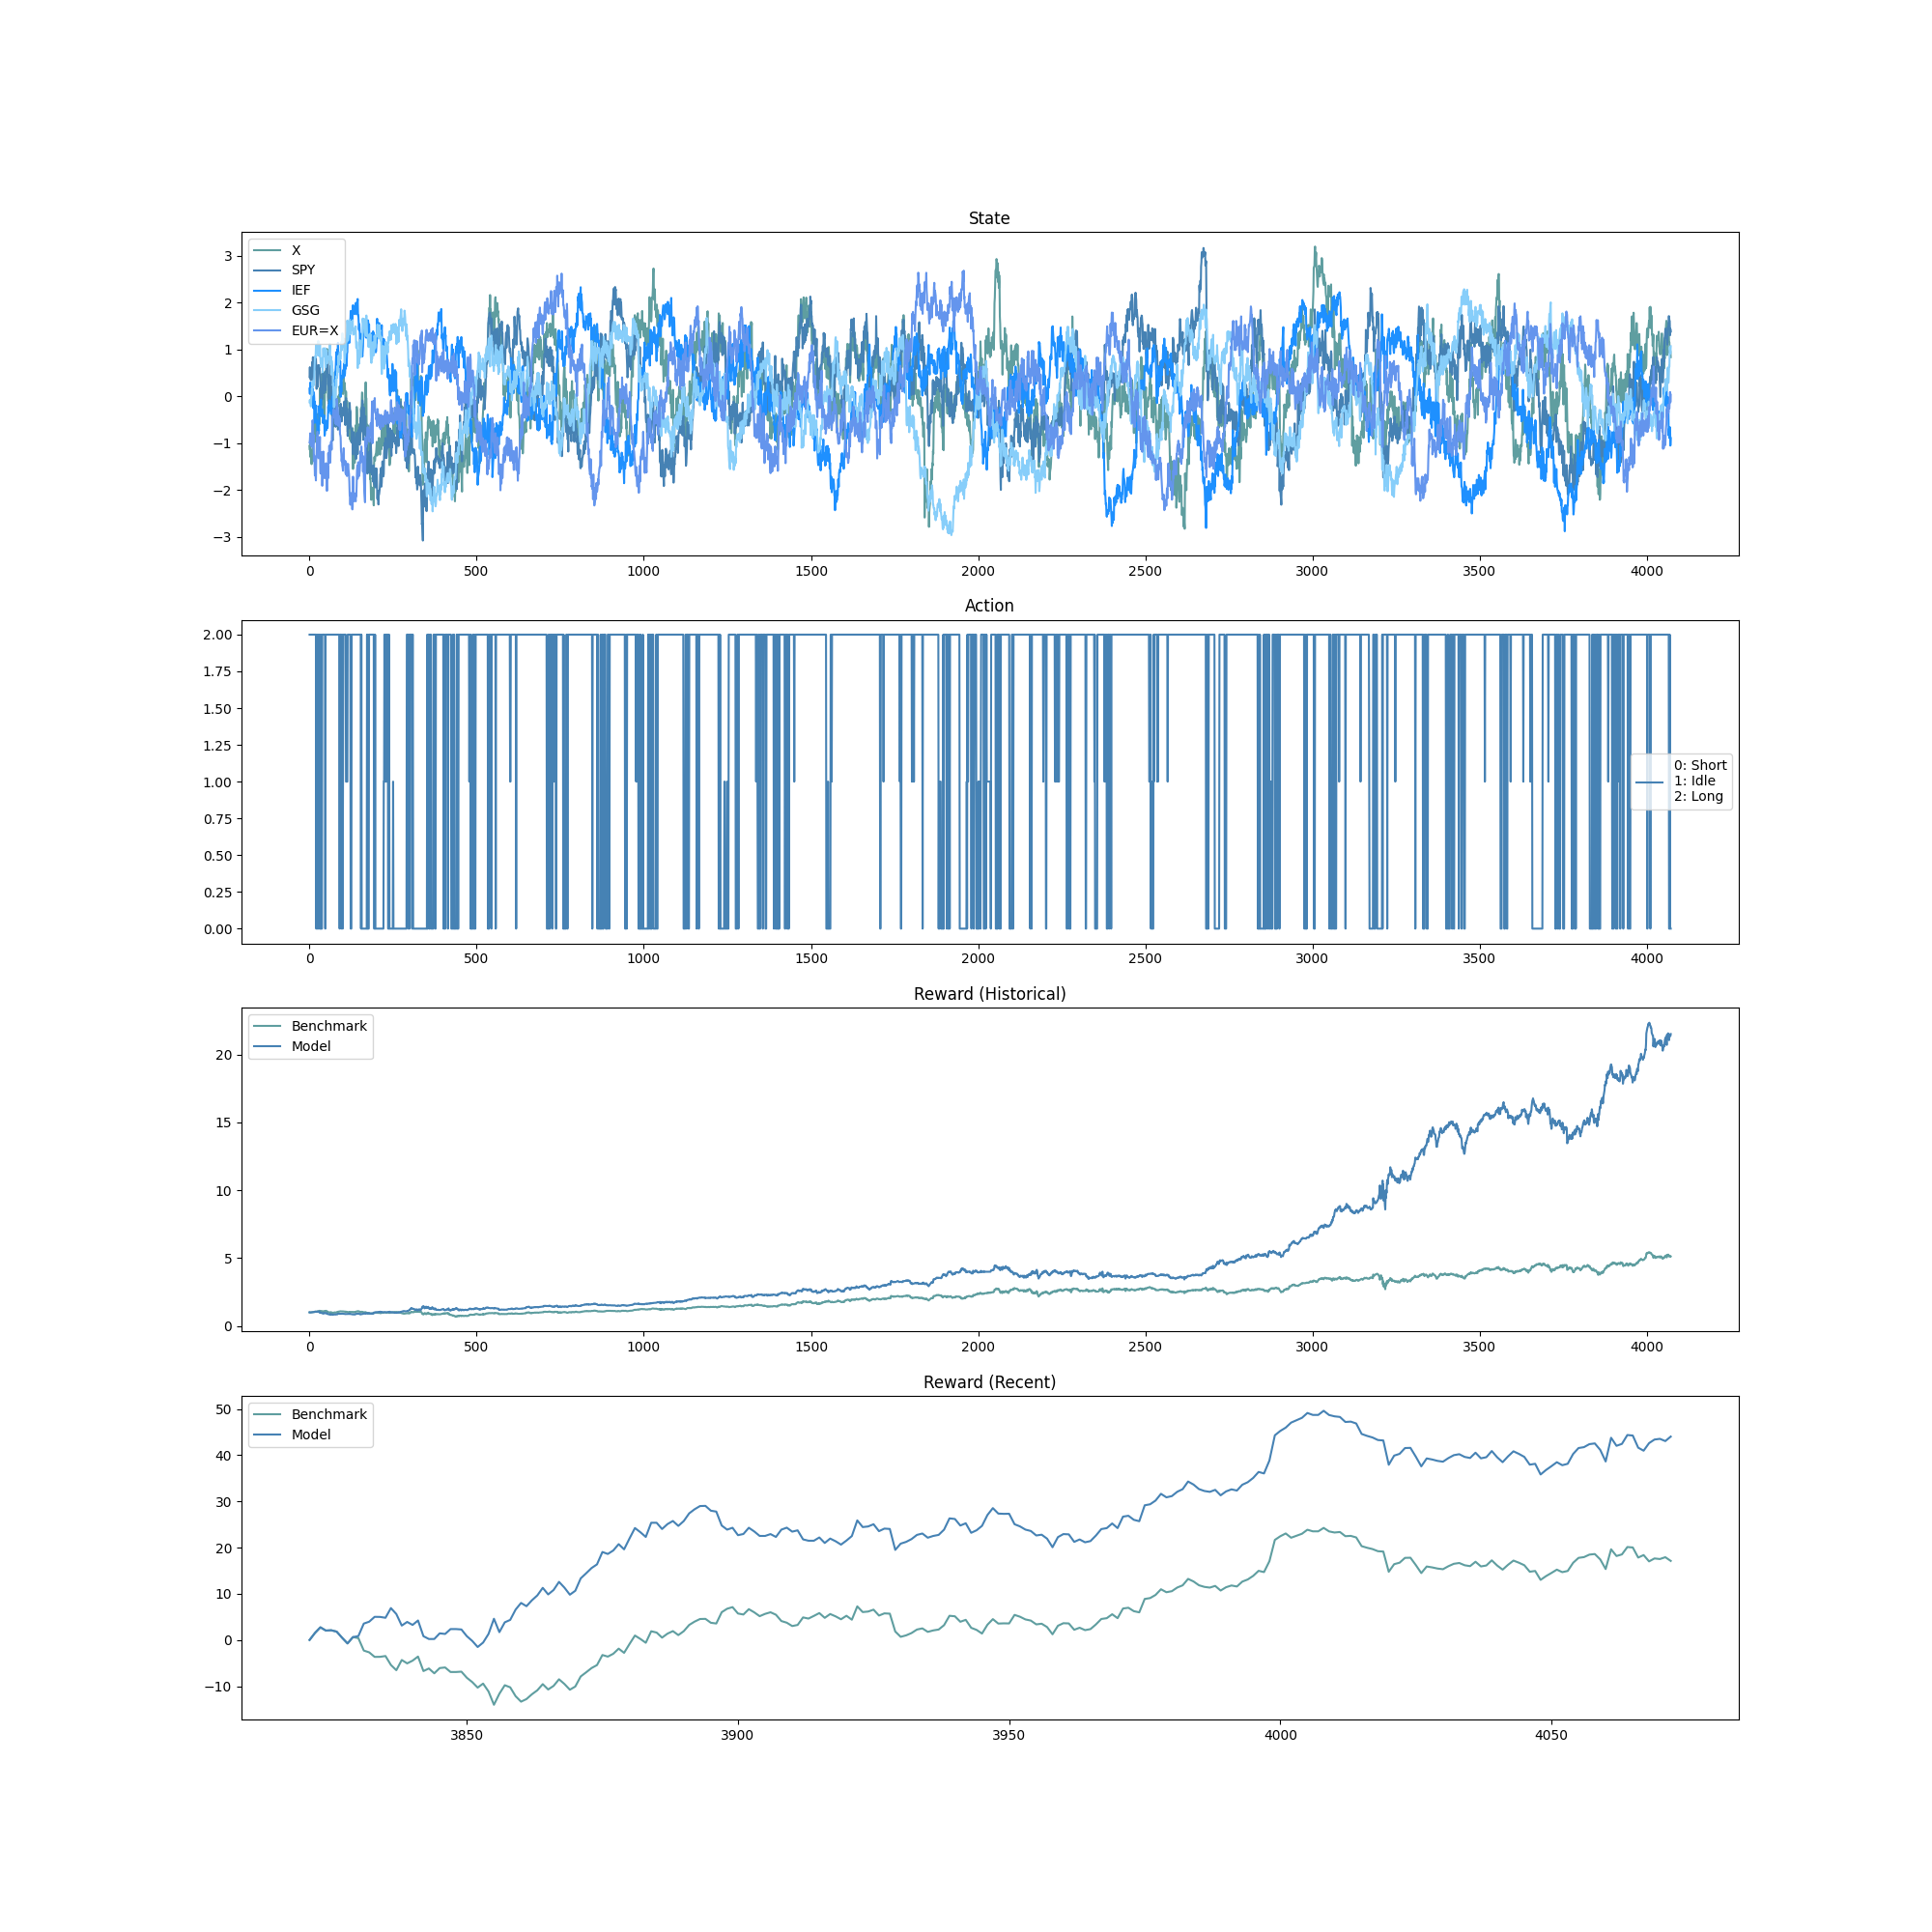 State
X
SPY
IEF
GSG
EUR=X
3
2
1
0
−1
−2
−3
0 500 1000 1500 2000 2500 3000 3500 4000
Action
2.00
1.75
1.50
1.25
1.00
0.75
0.50
0.25
0.00
0: Short
1: Idle
2: Long
0 500 1000 1500 2000 2500 3000 3500 4000
Reward (Historical)
Benchmark
Model
20
15
10
5
0
0 500 1000 1500 2000 2500 3000 3500 4000
Reward (Recent)
Benchmark
Model
50
40
30
20
10
0
−10
3850 3900 3950 4000 4050